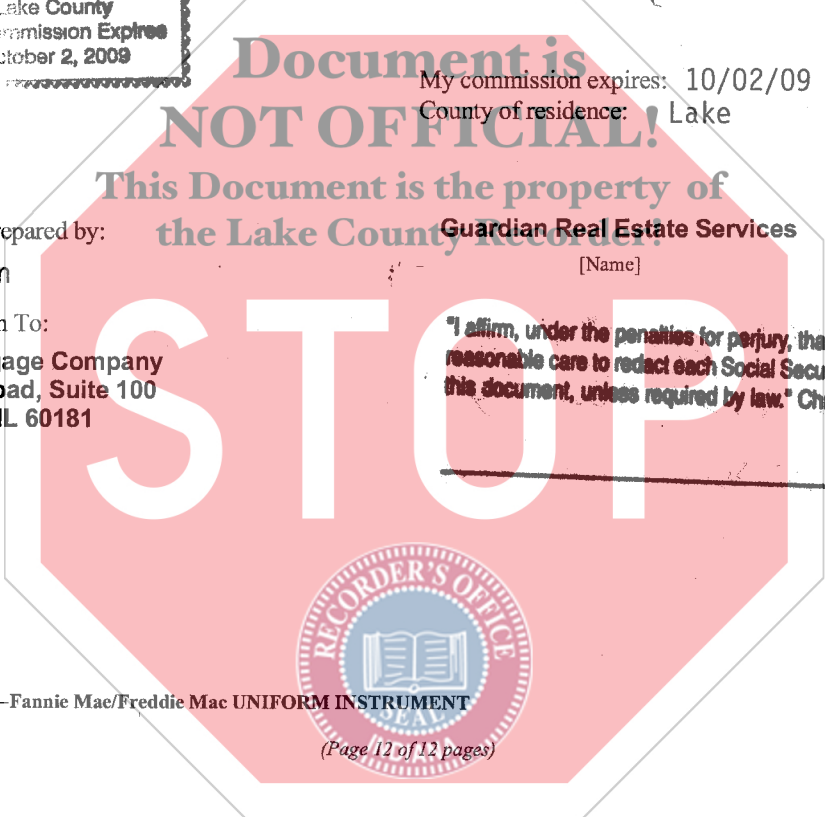 Lake County
mmission Expires
ctober 2, 2009
Document is
My commission expires: 10/02/09
NOT OFFICIAL!
County of residence: Lake
This Document is the property of
the Lake County Recorder!
epared by:
Guardian Real Estate Services
[Name]
n To:
"I affirm, under the penalties for perjury, tha
gage Company
reasonable care to redact each Social Secu
oad, Suite 100
this document, unless required by law." Ch
IL 60181
STOP
RECORDER'S OFFICE
SEAL
INDIANA
–Fannie Mae/Freddie Mac UNIFORM INSTRUMENT
(Page 12 of 12 pages)